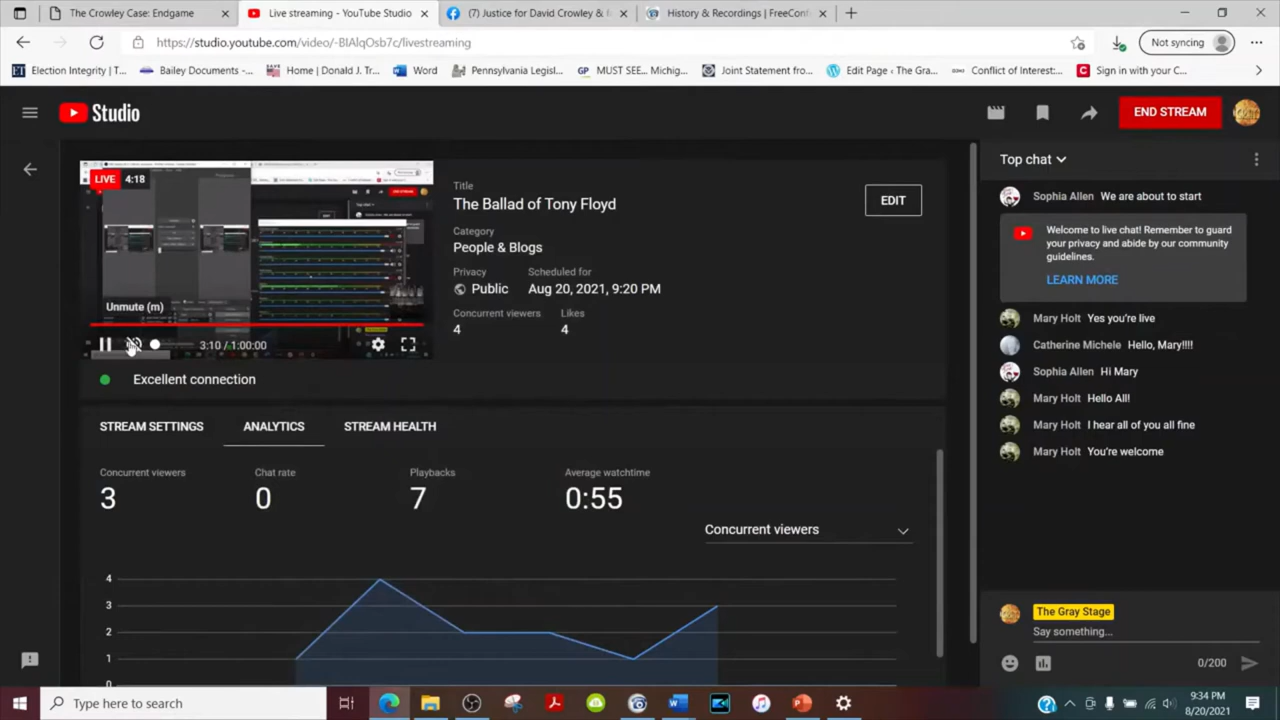 The Crowley Case: Endgame
Live streaming - YouTube Studio
(7) Justice for David Crowley &
History & Recordings | FreeConf
https://studio.youtube.com/video/-BIAlqOsb7c/livestreaming
Not syncing
Election Integrity | T...
Bailey Documents -...
Home | Donald J. Tr...
Word
Pennsylvania Legisl...
GP MUST SEE... Michig...
Joint Statement fro...
Edit Page ‹ The Gra...
Conflict of Interest:...
Sign in with your C...
Studio
END STREAM
LIVE 4:18
Unmute (m)
3:10 / 1:00:00
Title
The Ballad of Tony Floyd
EDIT
Category
People & Blogs
Privacy Scheduled for
Public Aug 20, 2021, 9:20 PM
Concurrent viewers Likes
4 4
Excellent connection
STREAM SETTINGS ANALYTICS STREAM HEALTH
Concurrent viewers Chat rate Playbacks Average watchtime
3 0 7 0:55
Concurrent viewers
4
3
2
1
0
Top chat
Sophia Allen We are about to start
Welcome to live chat! Remember to guard
your privacy and abide by our community
guidelines.
LEARN MORE
Mary Holt Yes you're live
Catherine Michele Hello, Mary!!!!
Sophia Allen Hi Mary
Mary Holt Hello All!
Mary Holt I hear all of you all fine
Mary Holt You're welcome
The Gray Stage
Say something...
0/200
Type here to search
9:34 PM
8/20/2021